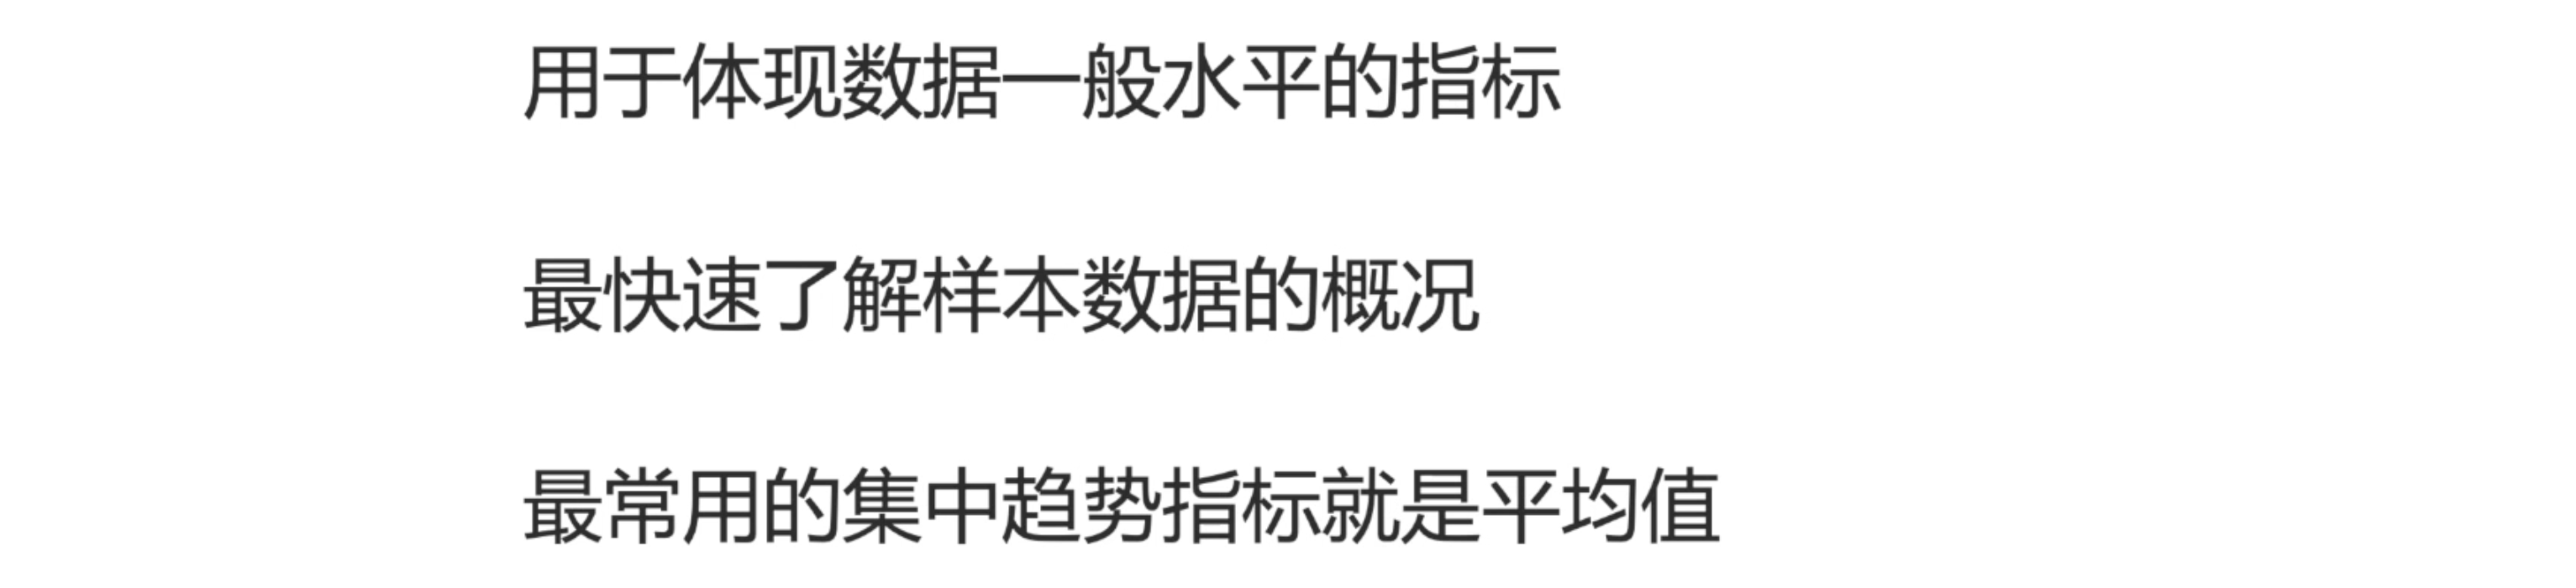 用于体现数据一般水平的指标
最快速了解样本数据的概况
最常用的集中趋势指标就是平均值